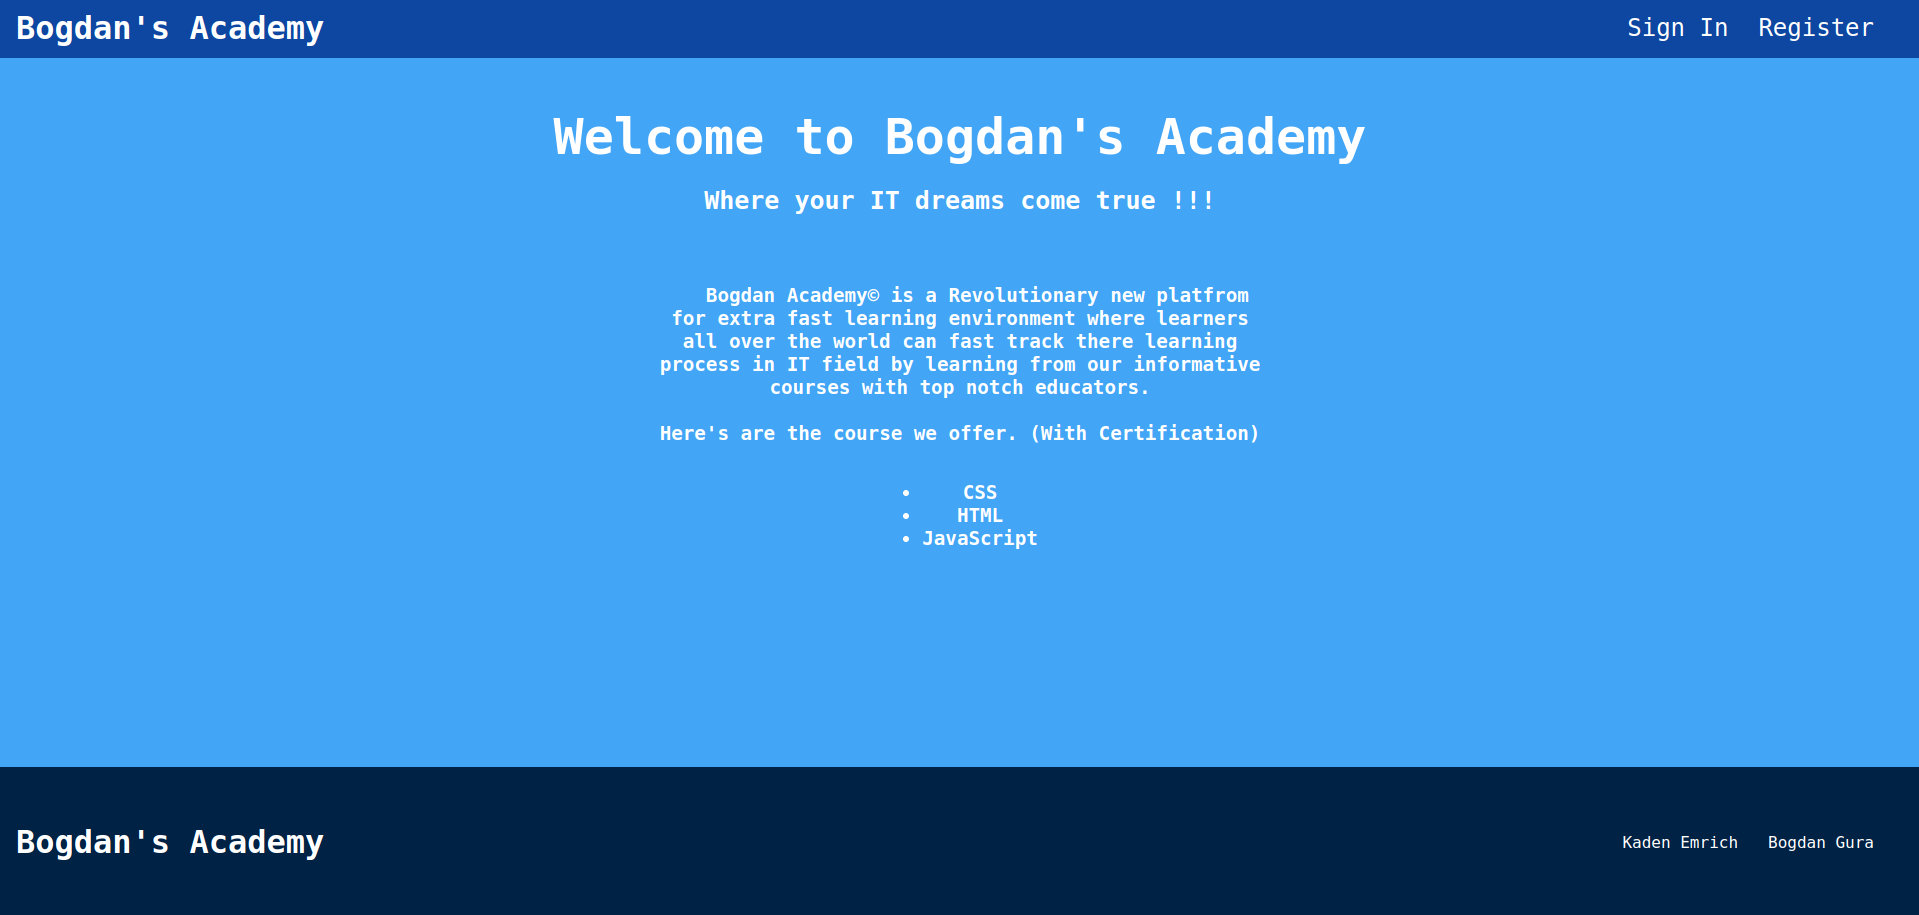 Bogdan's Academy
Sign In Register
Welcome to Bogdan's Academy
Where your IT dreams come true !!!
Bogdan Academy© is a Revolutionary new platfrom
for extra fast learning environment where learners
all over the world can fast track there learning
process in IT field by learning from our informative
courses with top notch educators.
Here's are the course we offer. (With Certification)
• CSS
• HTML
• JavaScript
Bogdan's Academy
Kaden Emrich Bogdan Gura